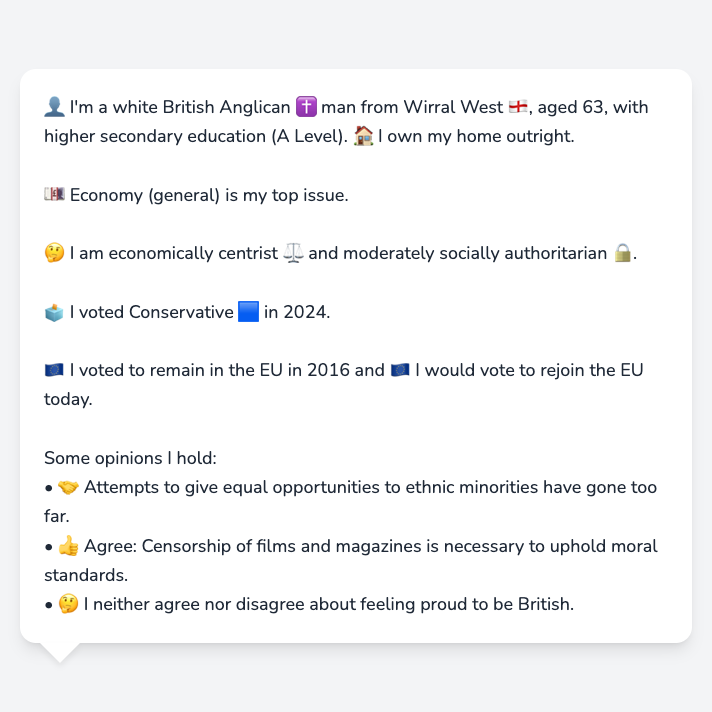 👤 I'm a white British Anglican ✝️ man from Wirral West 🏴󠁧󠁢󠁥󠁮󠁧󠁿, aged 63, with
higher secondary education (A Level). 🏠 I own my home outright.
💷 Economy (general) is my top issue.
🤔 I am economically centrist ⚖️ and moderately socially authoritarian 🔒.
🗳️ I voted Conservative 🟦 in 2024.
🇪🇺 I voted to remain in the EU in 2016 and 🇪🇺 I would vote to rejoin the EU
today.
Some opinions I hold:
• 🤝 Attempts to give equal opportunities to ethnic minorities have gone too
far.
• 👍 Agree: Censorship of films and magazines is necessary to uphold moral
standards.
• 🤔 I neither agree nor disagree about feeling proud to be British.